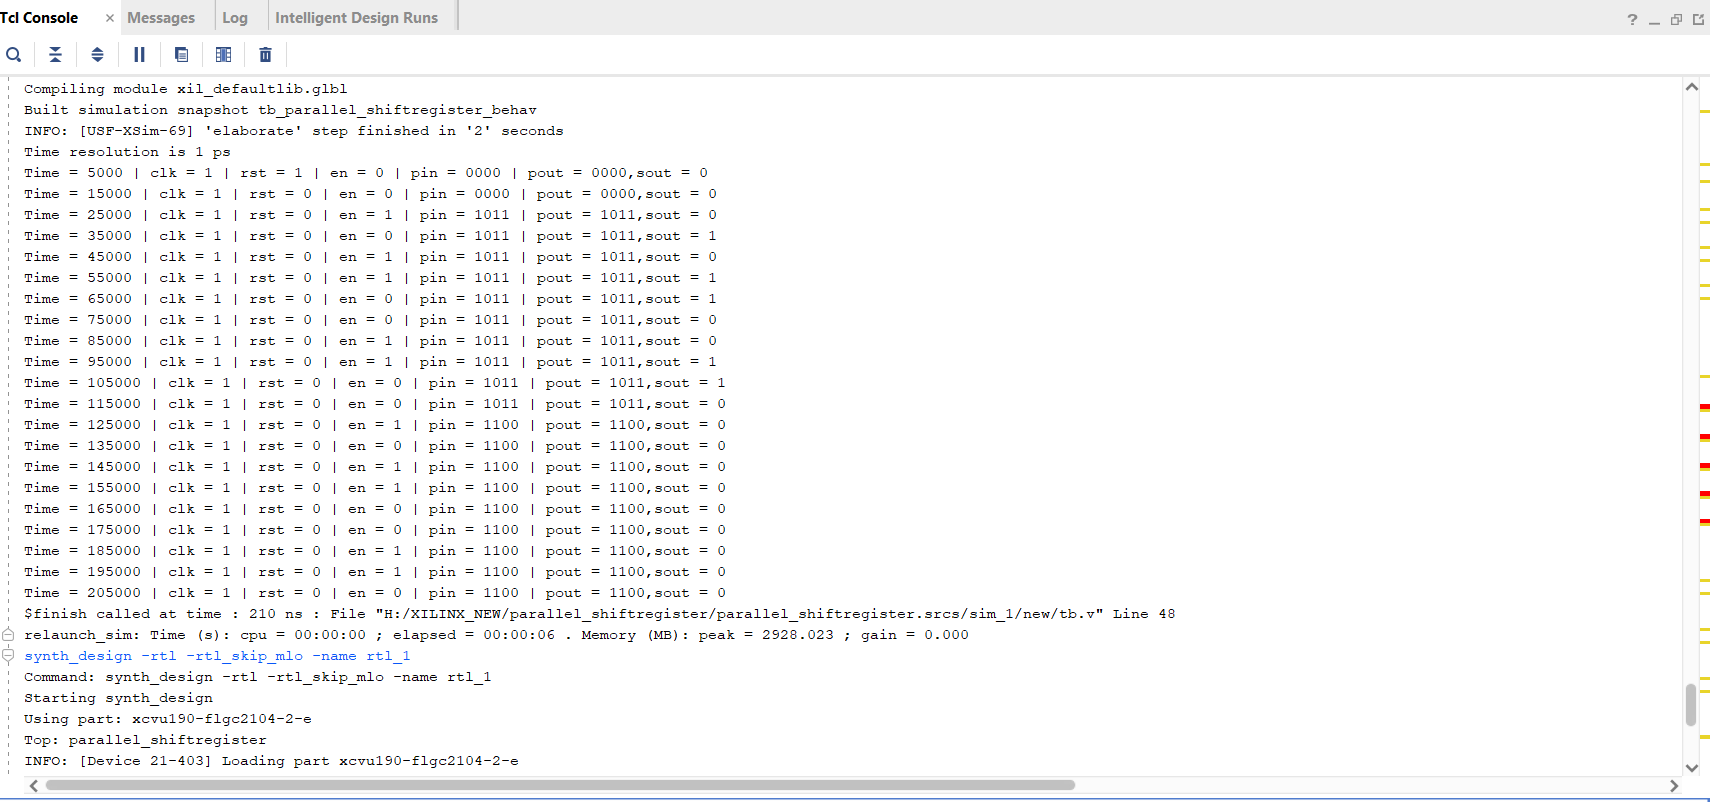 Tcl Console × Messages Log Intelligent Design Runs ?
Compiling module xil_defaultlib.glbl
Built simulation snapshot tb_parallel_shiftregister_behav
INFO: [USF-XSim-69] 'elaborate' step finished in '2' seconds
Time resolution is 1 ps
Time = 5000 | clk = 1 | rst = 1 | en = 0 | pin = 0000 | pout = 0000,sout = 0
Time = 15000 | clk = 1 | rst = 0 | en = 0 | pin = 0000 | pout = 0000,sout = 0
Time = 25000 | clk = 1 | rst = 0 | en = 1 | pin = 1011 | pout = 1011,sout = 0
Time = 35000 | clk = 1 | rst = 0 | en = 0 | pin = 1011 | pout = 1011,sout = 1
Time = 45000 | clk = 1 | rst = 0 | en = 1 | pin = 1011 | pout = 1011,sout = 0
Time = 55000 | clk = 1 | rst = 0 | en = 1 | pin = 1011 | pout = 1011,sout = 1
Time = 65000 | clk = 1 | rst = 0 | en = 0 | pin = 1011 | pout = 1011,sout = 1
Time = 75000 | clk = 1 | rst = 0 | en = 0 | pin = 1011 | pout = 1011,sout = 0
Time = 85000 | clk = 1 | rst = 0 | en = 1 | pin = 1011 | pout = 1011,sout = 0
Time = 95000 | clk = 1 | rst = 0 | en = 1 | pin = 1011 | pout = 1011,sout = 1
Time = 105000 | clk = 1 | rst = 0 | en = 0 | pin = 1011 | pout = 1011,sout = 1
Time = 115000 | clk = 1 | rst = 0 | en = 0 | pin = 1011 | pout = 1011,sout = 0
Time = 125000 | clk = 1 | rst = 0 | en = 1 | pin = 1100 | pout = 1100,sout = 0
Time = 135000 | clk = 1 | rst = 0 | en = 0 | pin = 1100 | pout = 1100,sout = 0
Time = 145000 | clk = 1 | rst = 0 | en = 1 | pin = 1100 | pout = 1100,sout = 0
Time = 155000 | clk = 1 | rst = 0 | en = 1 | pin = 1100 | pout = 1100,sout = 0
Time = 165000 | clk = 1 | rst = 0 | en = 0 | pin = 1100 | pout = 1100,sout = 0
Time = 175000 | clk = 1 | rst = 0 | en = 0 | pin = 1100 | pout = 1100,sout = 0
Time = 185000 | clk = 1 | rst = 0 | en = 1 | pin = 1100 | pout = 1100,sout = 0
Time = 195000 | clk = 1 | rst = 0 | en = 1 | pin = 1100 | pout = 1100,sout = 0
Time = 205000 | clk = 1 | rst = 0 | en = 0 | pin = 1100 | pout = 1100,sout = 0
$finish called at time : 210 ns : File "H:/XILINX_NEW/parallel_shiftregister/parallel_shiftregister.srcs/sim_1/new/tb.v" Line 48
relaunch_sim: Time (s): cpu = 00:00:00 ; elapsed = 00:00:06 . Memory (MB): peak = 2928.023 ; gain = 0.000
synth_design -rtl -rtl_skip_mlo -name rtl_1
Command: synth_design -rtl -rtl_skip_mlo -name rtl_1
Starting synth_design
Using part: xcvu190-flgc2104-2-e
Top: parallel_shiftregister
INFO: [Device 21-403] Loading part xcvu190-flgc2104-2-e